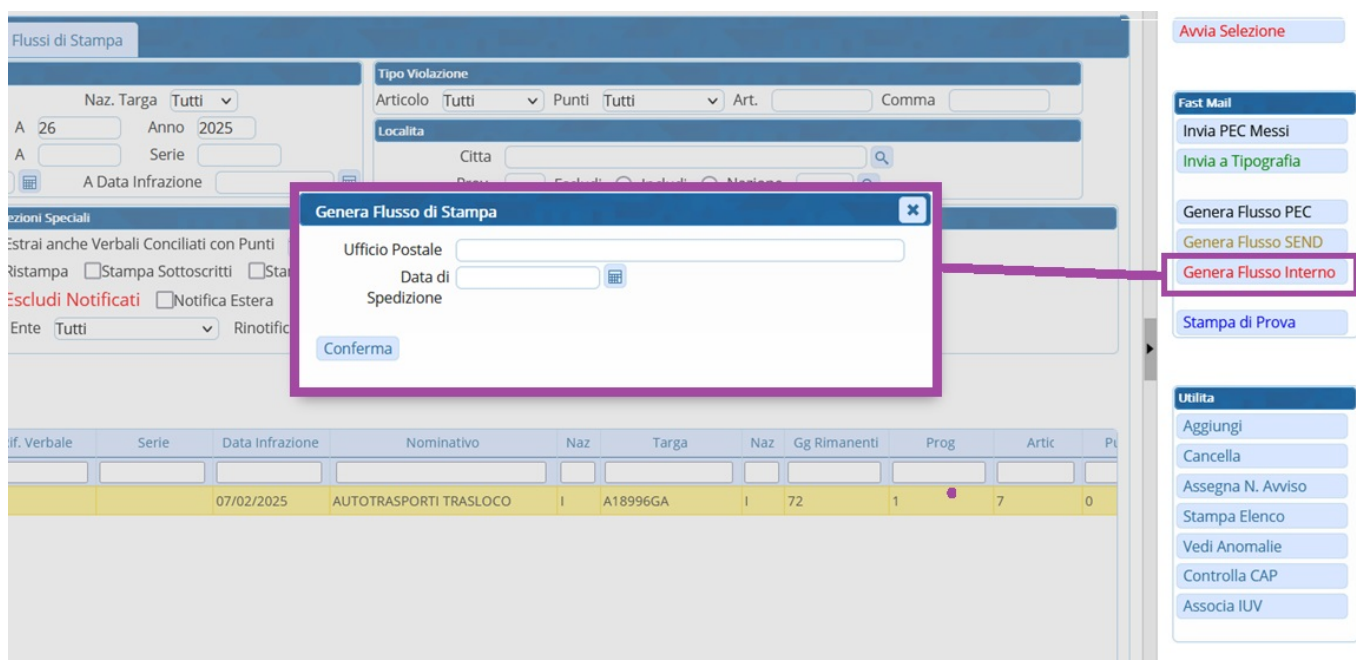 Flussi di Stampa
Avvia Selezione
Tipo Violazione
Naz. Targa Tutti
Articolo Tutti Punti Tutti Art. Comma
A 26 Anno 2025
Localita
A Serie
Citta
A Data Infrazione
Genera Flusso di Stampa
Ufficio Postale
Data di
Spedizione
Conferma
Estrai anche Verbali Conciliati con Punti
Ristampa Stampa Sottoscritti
Escludi Notificati Notifica Estera
Ente Tutti
Fast Mail
Invia PEC Messi
Invia a Tipografia
Genera Flusso PEC
Genera Flusso SEND
Genera Flusso Interno
Stampa di Prova
Utilita
Aggiungi
Cancella
Assegna N. Avviso
Stampa Elenco
Vedi Anomalie
Controlla CAP
Associa IUV
Verbale Serie Data Infrazione Nominativo Naz Targa Naz Gg Rimanenti Prog
07/02/2025 AUTOTRASPORTI TRASLOCO I A18996GA I 72 1 7 0